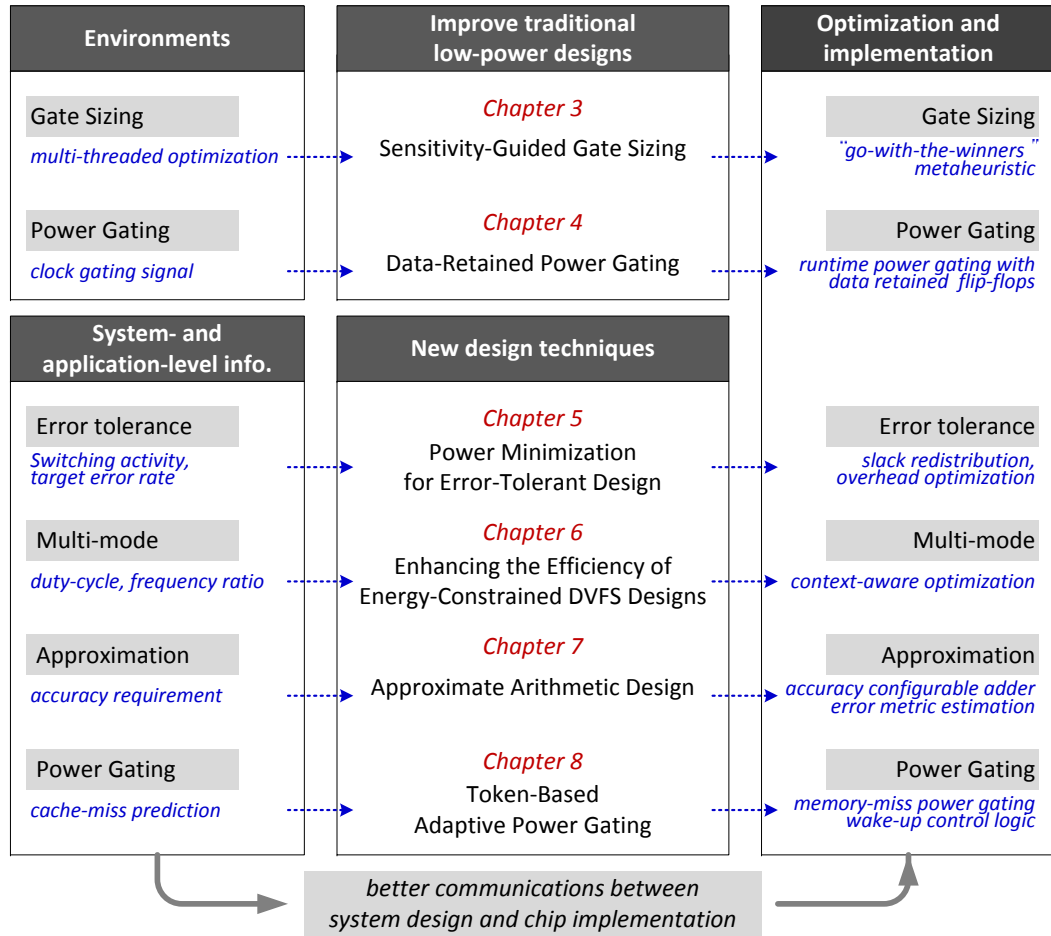 Environments
Improve traditional
low-power designs
Optimization and
implementation
Gate Sizing
multi-threaded optimization
Chapter 3
Sensitivity-Guided Gate Sizing
Gate Sizing
"go-with-the-winners"
metaheuristic
Power Gating
clock gating signal
Chapter 4
Data-Retained Power Gating
Power Gating
runtime power gating with
data retained flip-flops
System- and
application-level info.
New design techniques
Error tolerance
Switching activity,
target error rate
Chapter 5
Power Minimization
for Error-Tolerant Design
Error tolerance
slack redistribution,
overhead optimization
Multi-mode
duty-cycle, frequency ratio
Chapter 6
Enhancing the Efficiency of
Energy-Constrained DVFS Designs
Multi-mode
context-aware optimization
Approximation
accuracy requirement
Chapter 7
Approximate Arithmetic Design
Approximation
accuracy configurable adder
error metric estimation
Power Gating
cache-miss prediction
Chapter 8
Token-Based
Adaptive Power Gating
Power Gating
memory-miss power gating
wake-up control logic
better communications between
system design and chip implementation